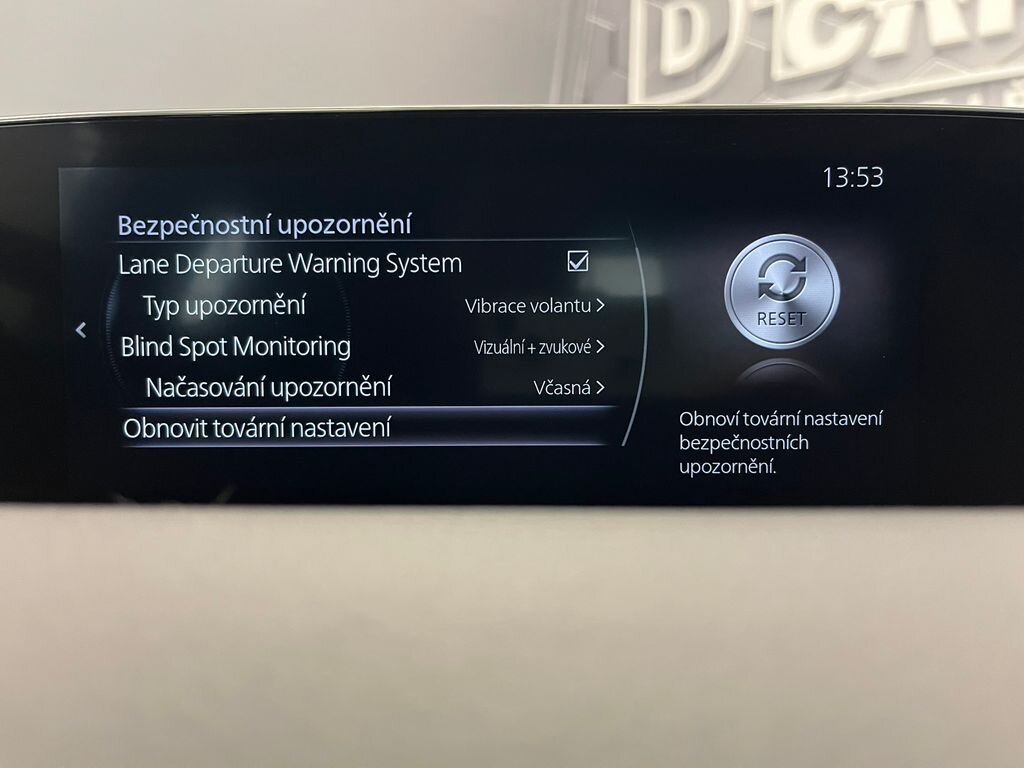 D'CAR
13:53
Bezpečnostní upozornění
Lane Departure Warning System
Typ upozornění Vibrace volantu >
Blind Spot Monitoring Vizuální + zvukové >
Načasování upozornění Včasná >
Obnovit tovární nastavení
RESET
Obnoví tovární nastavení
bezpečnostních
upozornění.